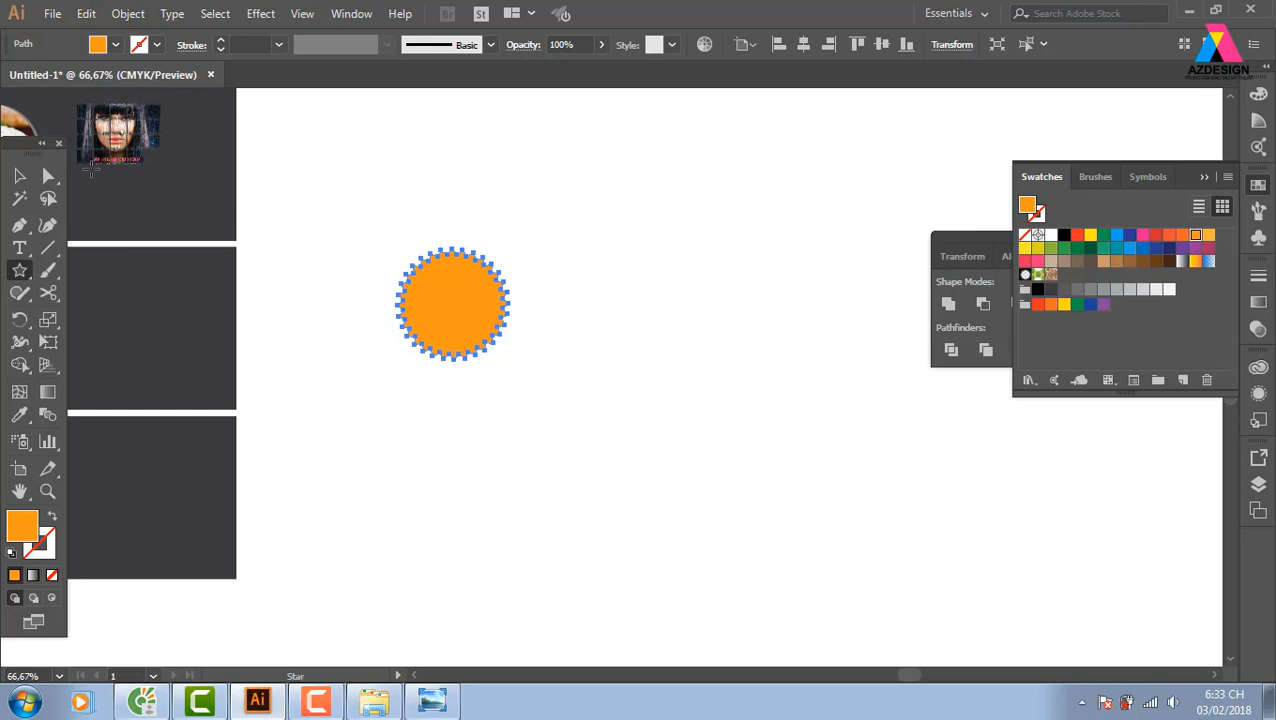 Ai File Edit Object Type Select Effect View Window Help Br St Essentials Search Adobe Stock
Path Stroke: Basic Opacity: 100% Style: Transform
AZDESIGN
Untitled-1* @ 66,67% (CMYK/Preview)
Swatches Brushes Symbols
Transform
Shape Modes:
Pathfinders:
66,67% 1 Star
Ai
6:33 CH
03/02/2018